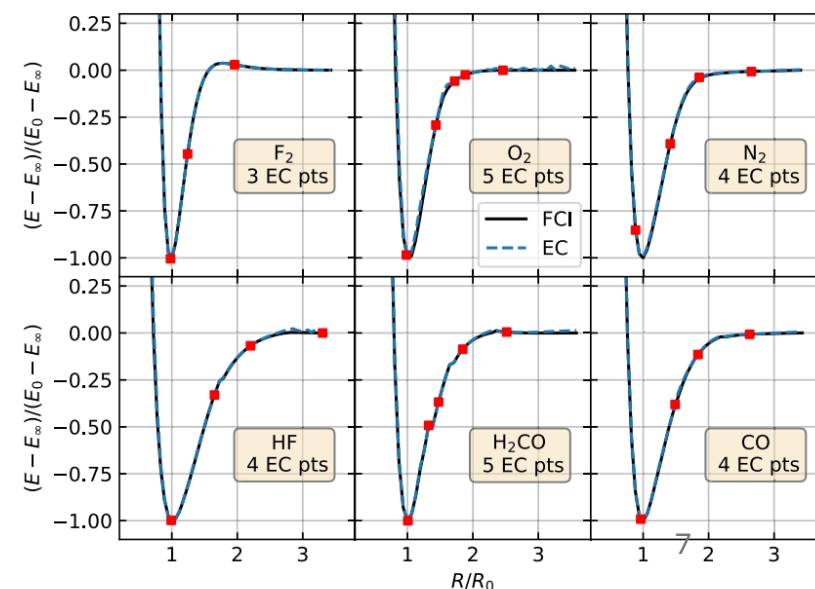 0.25
0.00
−0.25
−0.50
−0.75
−1.00
(E − E∞)/(E₀ − E∞)
F₂
3 EC pts
O₂
5 EC pts
FCI
EC
N₂
4 EC pts
0.25
0.00
−0.25
−0.50
−0.75
−1.00
(E − E∞)/(E₀ − E∞)
HF
4 EC pts
H₂CO
5 EC pts
CO
4 EC pts
7
1 2 3 1 2 3 1 2 3
R/R₀